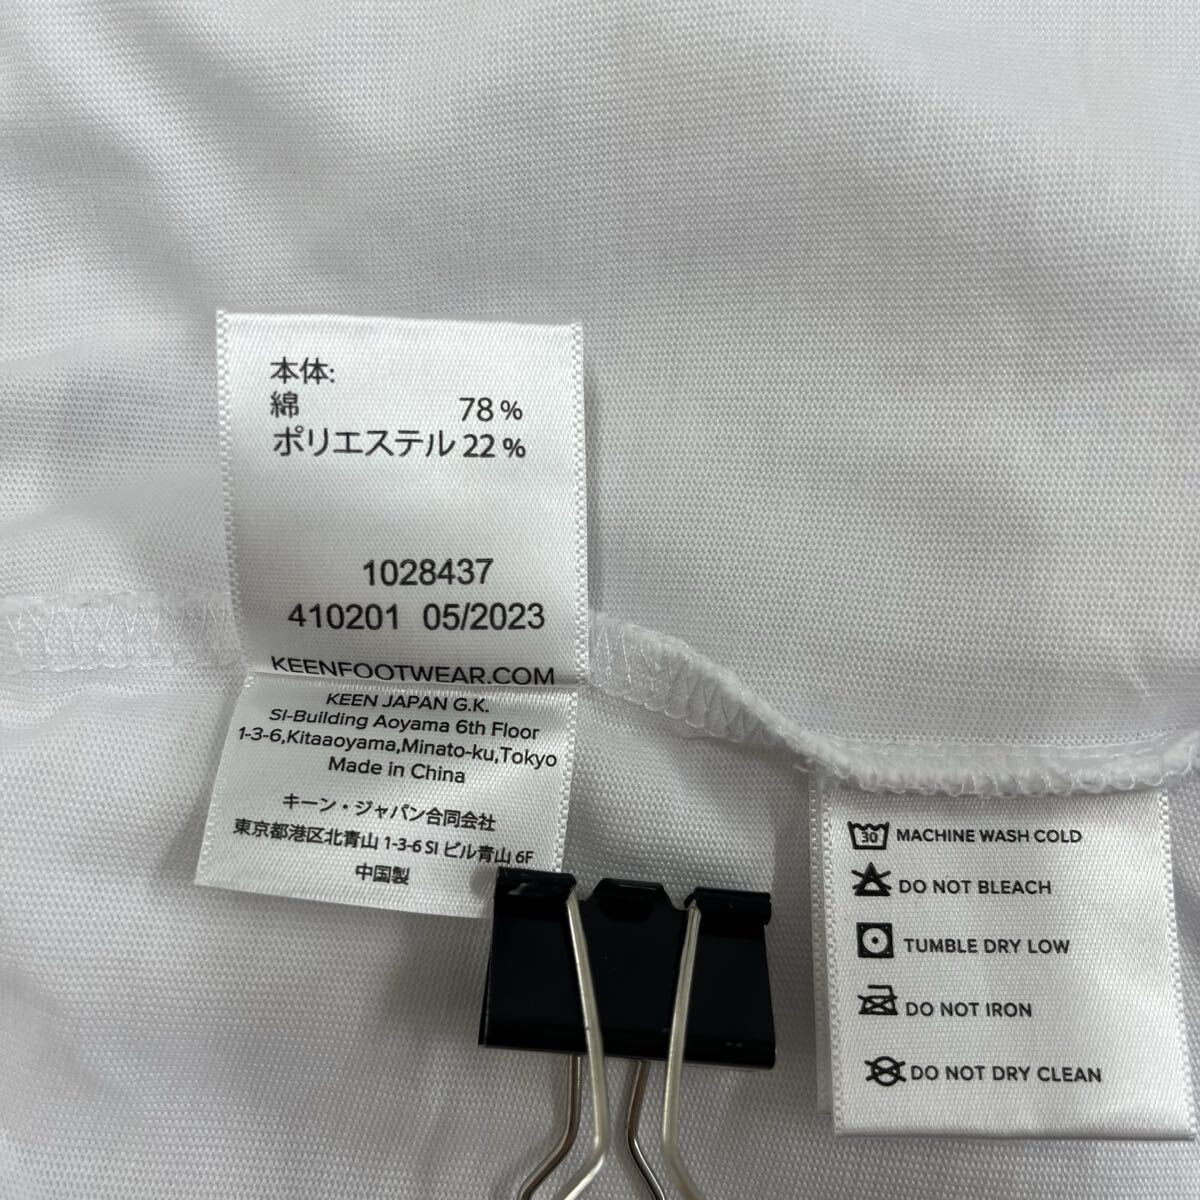 本体:
綿 78%
ポリエステル 22%
1028437
410201 05/2023
KEENFOOTWEAR.COM
KEEN JAPAN G.K.
SI-Building Aoyama 6th Floor
1-3-6,Kitaaoyama,Minato-ku,Tokyo
Made in China
キーン・ジャパン合同会社
東京都港区北青山 1-3-6 SI ビル青山 6F
中国製
30 MACHINE WASH COLD
DO NOT BLEACH
TUMBLE DRY LOW
DO NOT IRON
DO NOT DRY CLEAN